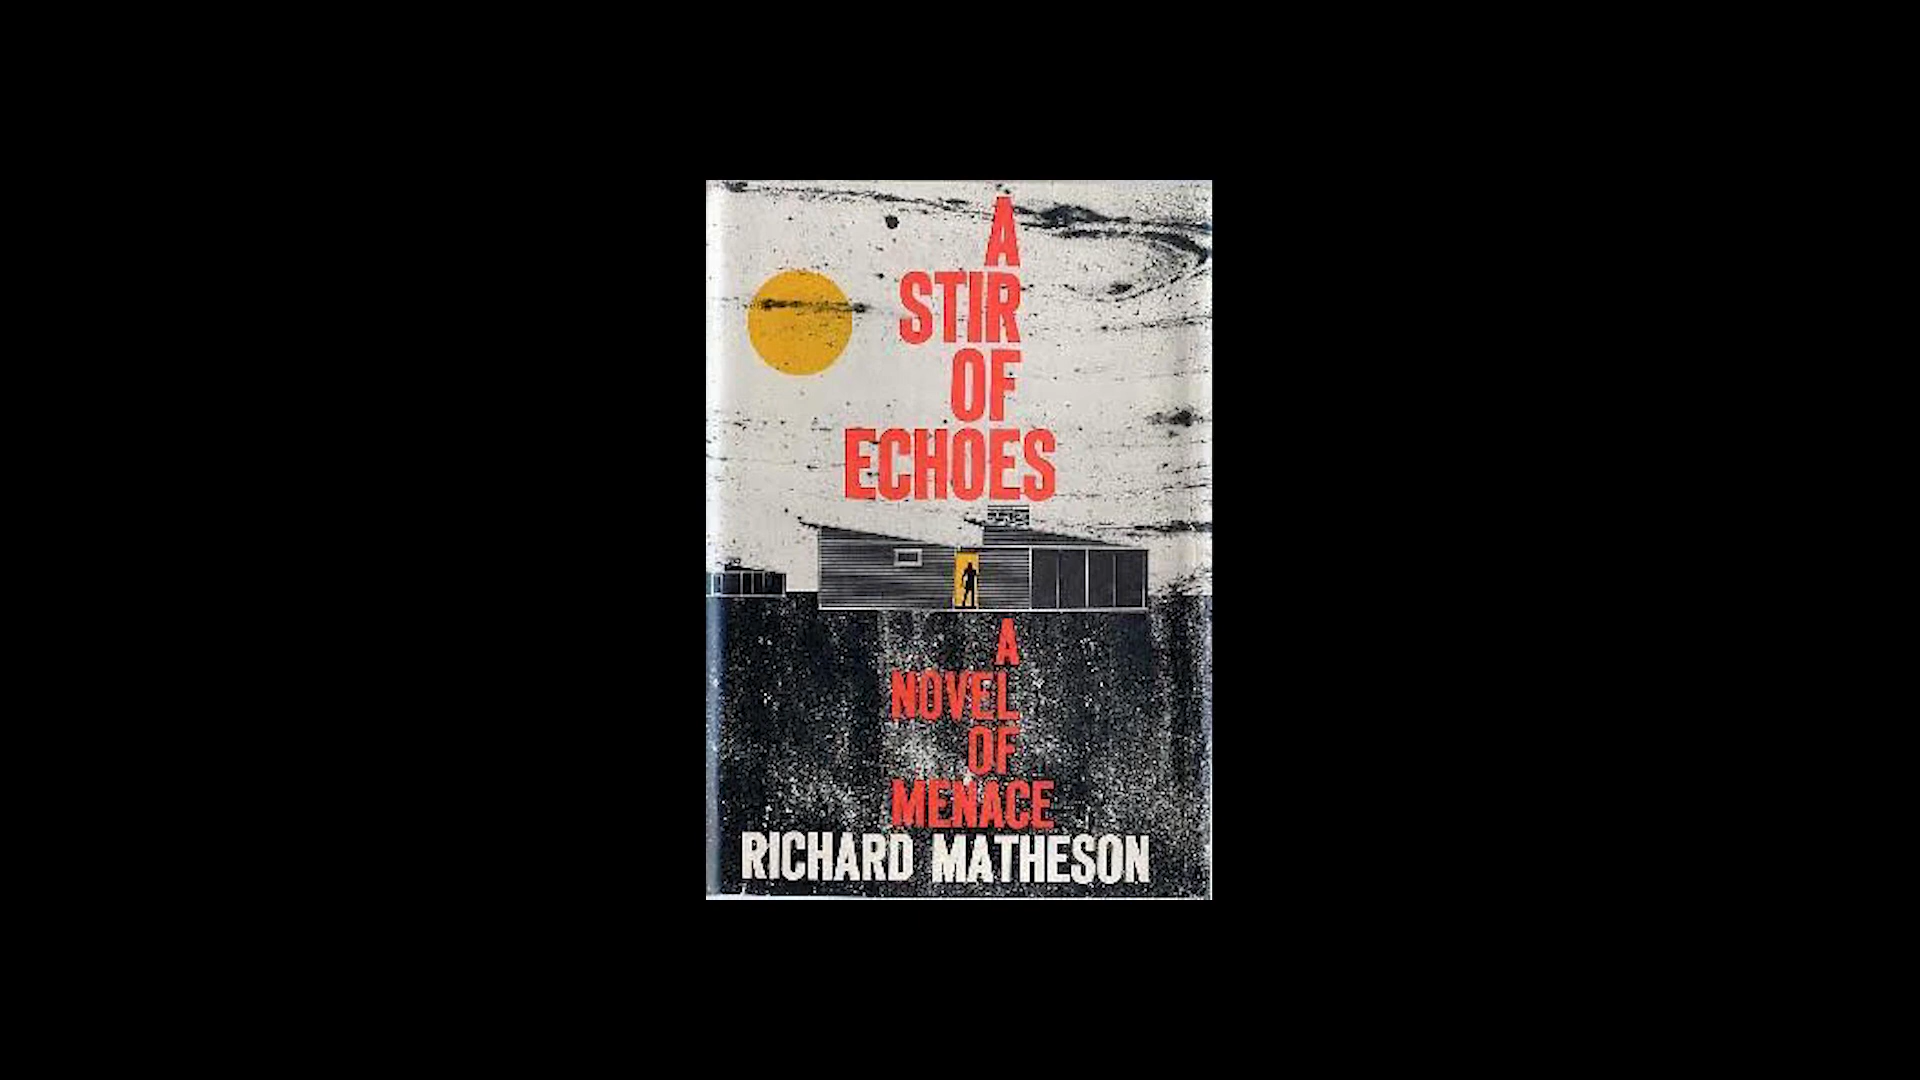 A
STIR
OF
ECHOES
A
NOVEL
OF
MENACE
RICHARD MATHESON